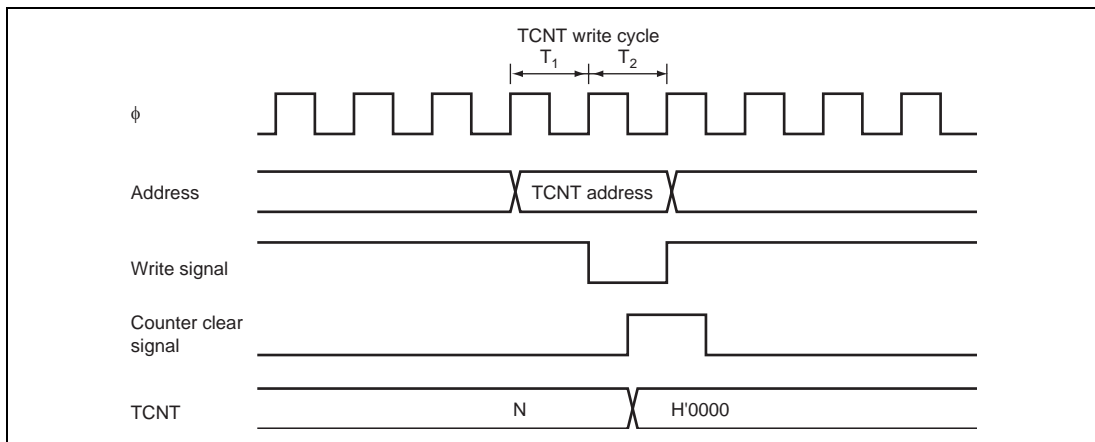 TCNT write cycle
T1 T2
ϕ
Address
TCNT address
Write signal
Counter clear
signal
TCNT
N
H'0000